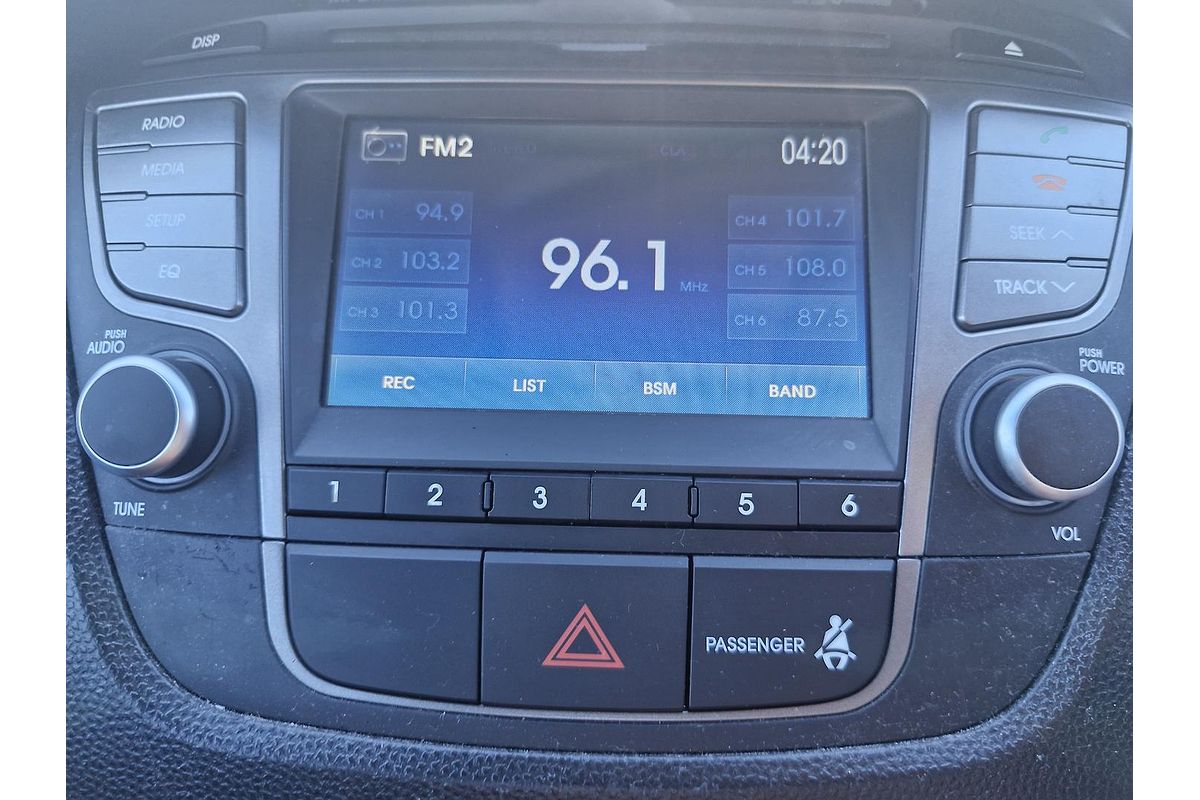 DISP
RADIO
MEDIA
SETUP
EQ
PUSH
AUDIO
TUNE
FM2
04:20
CH 1 94.9
CH 2 103.2
CH 3 101.3
96.1 MHz
CH 4 101.7
CH 5 108.0
CH 6 87.5
REC LIST BSM BAND
SEEK
TRACK
PUSH
POWER
VOL
1 2 3 4 5 6
PASSENGER